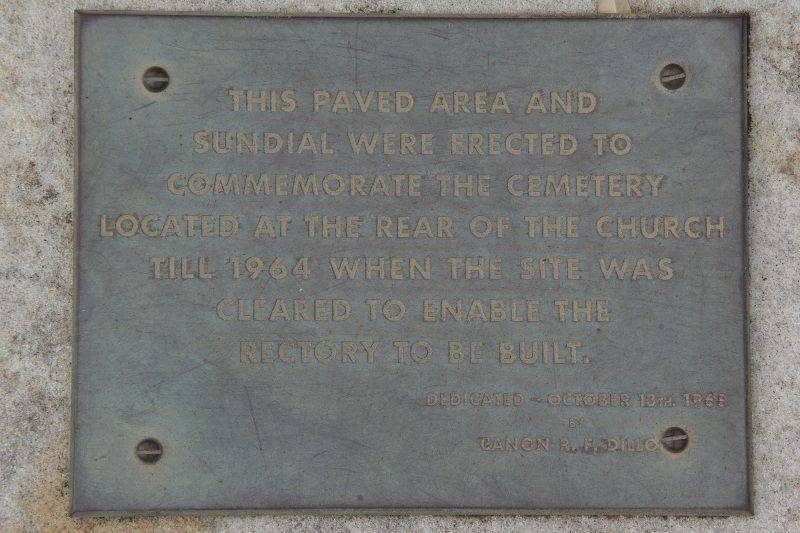 THIS PAVED AREA AND
SUNDIAL WERE ERECTED TO
COMMEMORATE THE CEMETERY
LOCATED AT THE REAR OF THE CHURCH
TILL 1964 WHEN THE SITE WAS
CLEARED TO ENABLE THE
RECTORY TO BE BUILT.
DEDICATED - OCTOBER 13TH.
BY
CANON R. F.